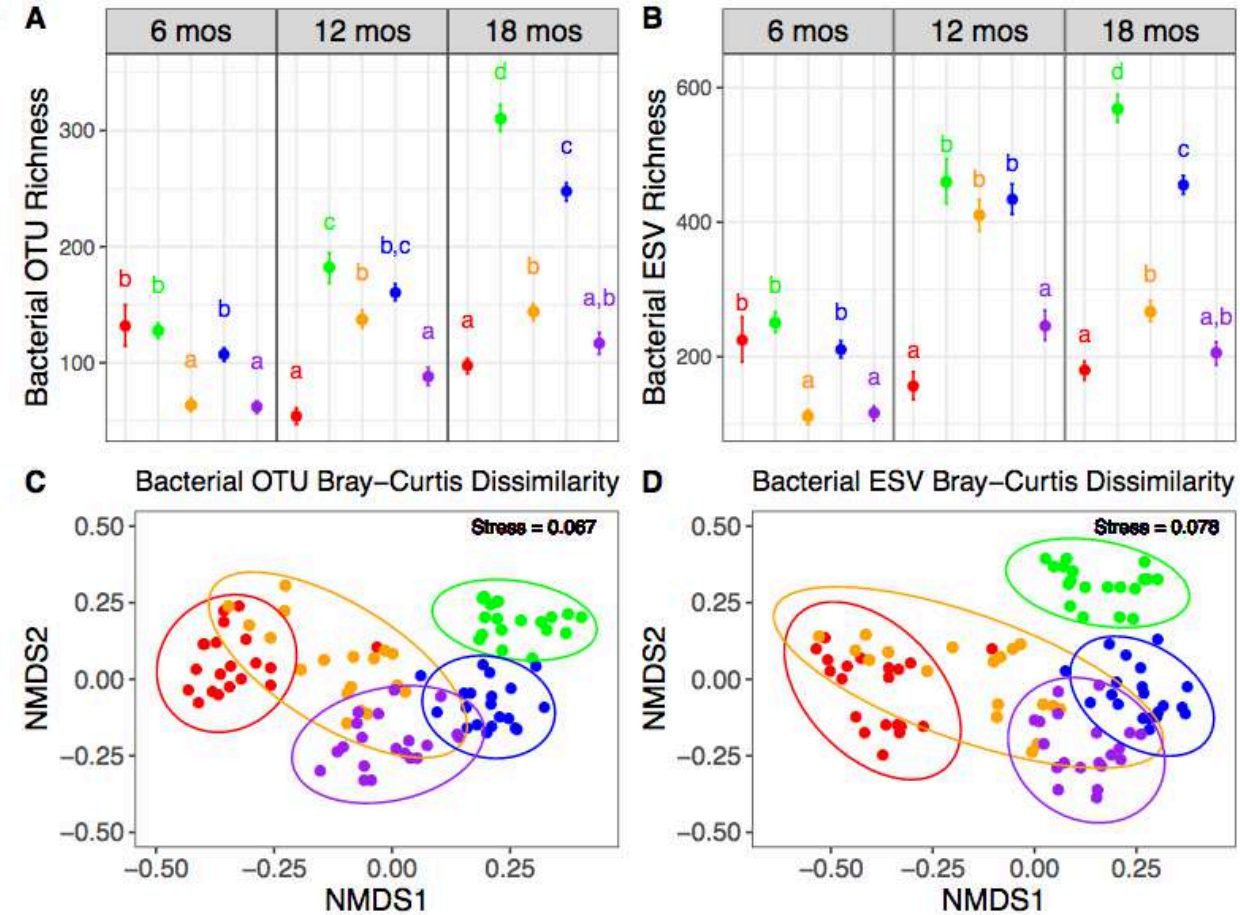 A
6 mos 12 mos 18 mos
Bacterial OTU Richness
300
200
100
b b a b a
a c b b,c a
a d b c a,b
B
6 mos 12 mos 18 mos
Bacterial ESV Richness
600
400
200
b b a b a
a b b b a
a d b c a,b
C Bacterial OTU Bray−Curtis Dissimilarity
Stress = 0.067
NMDS2
0.50
0.25
0.00
−0.25
−0.50
−0.50 −0.25 0.00 0.25
NMDS1
D Bacterial ESV Bray−Curtis Dissimilarity
Stress = 0.078
NMDS2
0.50
0.25
0.00
−0.25
−0.50
−0.50 −0.25 0.00 0.25
NMDS1